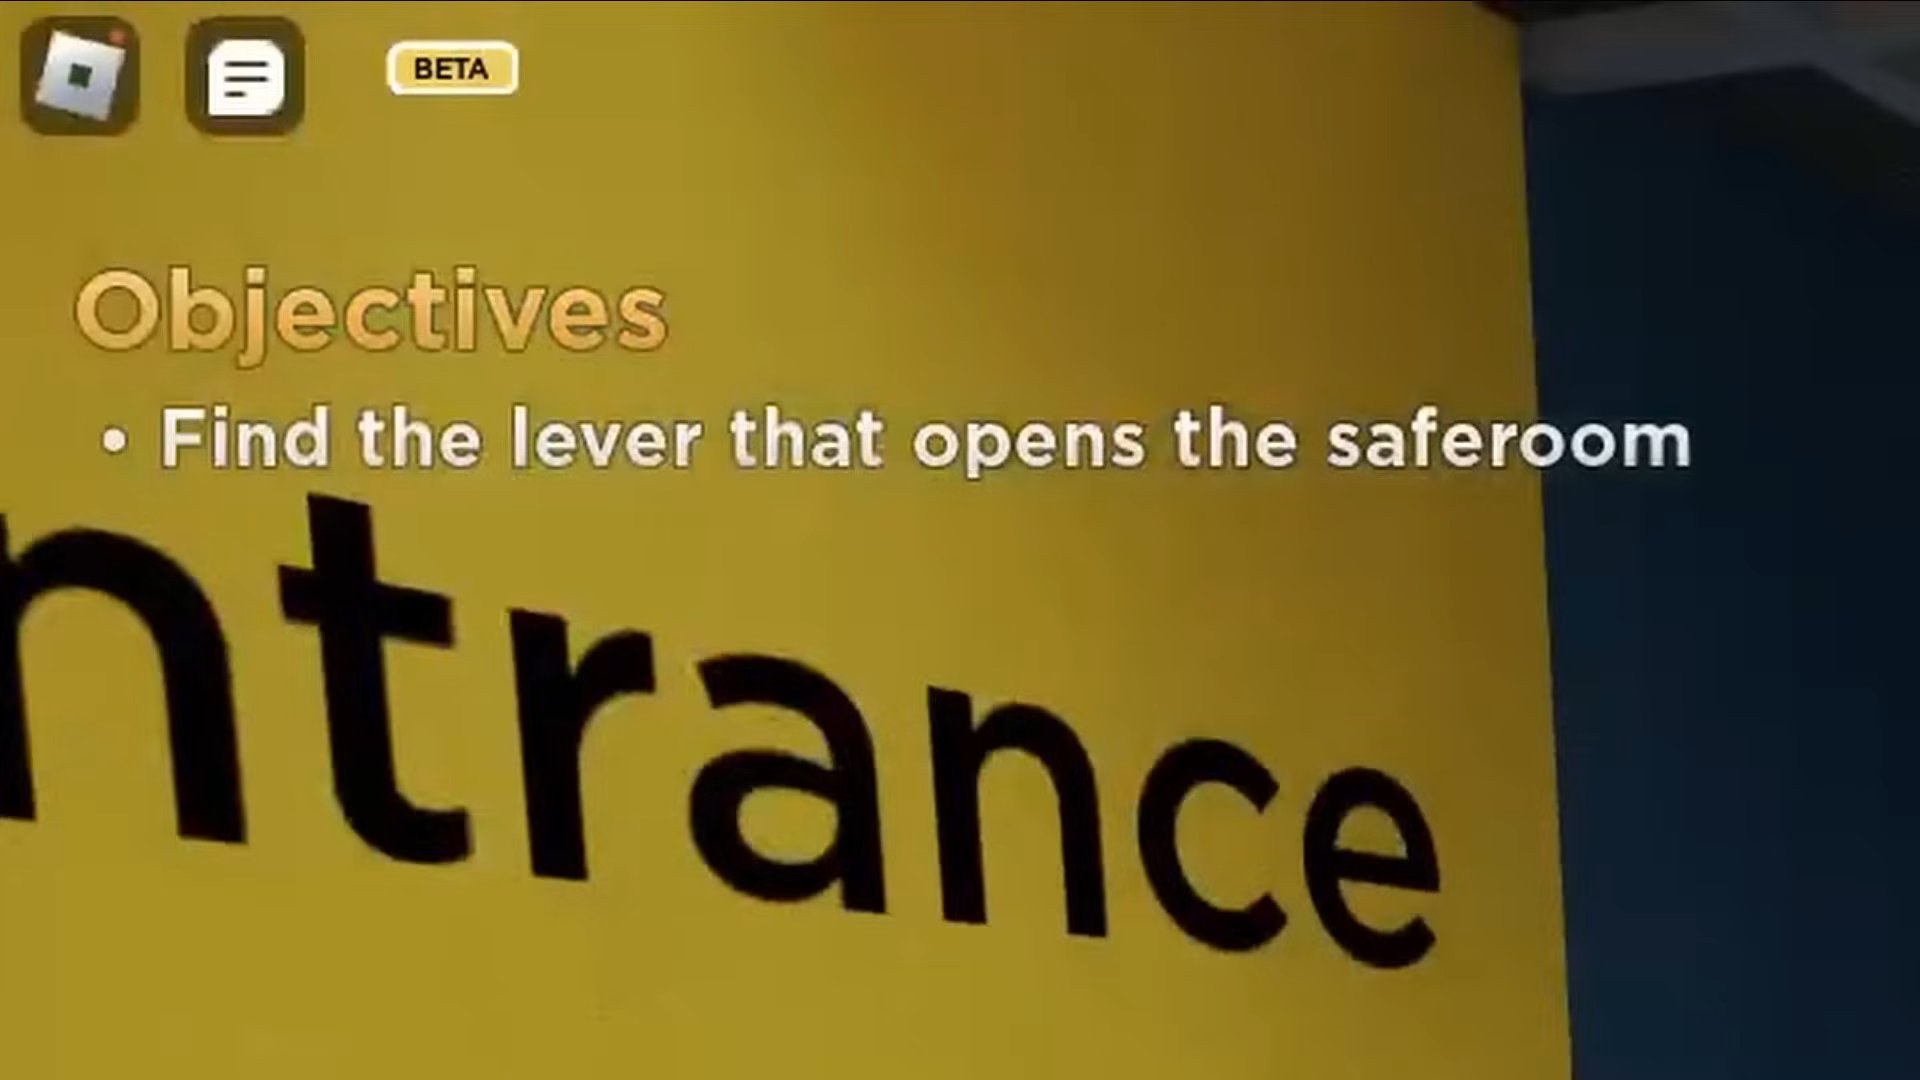 BETA
Objectives
• Find the lever that opens the saferoom
ntrance